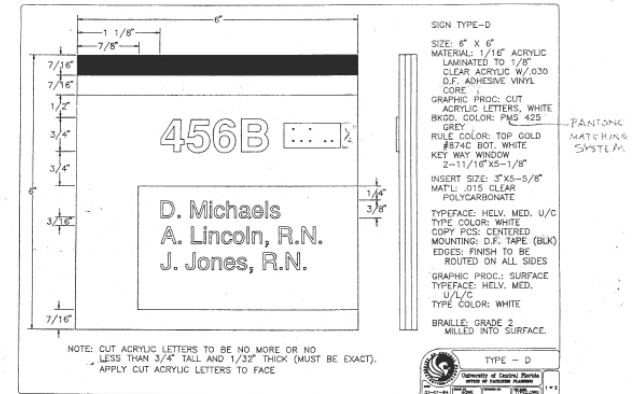 6"
1 1/8"
7/8"
7/16"
7/16"
1/2"
3/4"
3/4"
6"
3/16"
7/16"
456B
1/2"
1/4"
3/8"
D. Michaels
A. Lincoln, R.N.
J. Jones, R.N.
NOTE: CUT ACRYLIC LETTERS TO BE NO MORE OR NO
LESS THAN 3/4" TALL AND 1/32" THICK (MUST BE EXACT).
APPLY CUT ACRYLIC LETTERS TO FACE
SIGN TYPE-D
SIZE: 6" X 6"
MATERIAL: 1/16" ACRYLIC
LAMINATED TO 1/8"
CLEAR ACRYLIC W/.030
D.F. ADHESIVE VINYL
CORE
GRAPHIC PROC: CUT
ACRYLIC LETTERS, WHITE
BKGD. COLOR: PMS 425
GREY
RULE COLOR: TOP GOLD
#874C BOT. WHITE
KEY WAY WINDOW
2-11/16"X5-1/8"
INSERT SIZE: 3"X5-5/8"
MAT'L: .015 CLEAR
POLYCARBONATE
TYPEFACE: HELV. MED. U/C
TYPE COLOR: WHITE
COPY PCS: CENTERED
MOUNTING: D.F. TAPE (BLK)
EDGES: FINISH TO BE
ROUTED ON ALL SIDES
GRAPHIC PROC.: SURFACE
TYPEFACE: HELV. MED.
U/L/C
TYPE COLOR: WHITE
BRAILLE: GRADE 2
MILLED INTO SURFACE.
PANTONE
MATCHING
SYSTEM
TYPE - D
University of Central Florida
OFFICE OF FACILITIES PLANNING